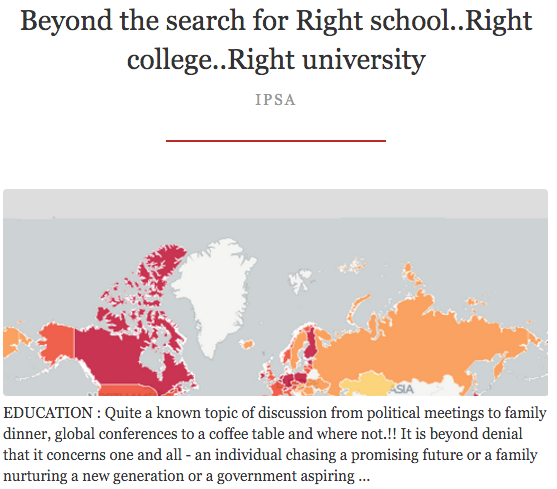 Beyond the search for Right school..Right
college..Right university
IPSA
ASIA
EDUCATION : Quite a known topic of discussion from political meetings to family
dinner, global conferences to a coffee table and where not.!! It is beyond denial
that it concerns one and all - an individual chasing a promising future or a family
nurturing a new generation or a government aspiring ...